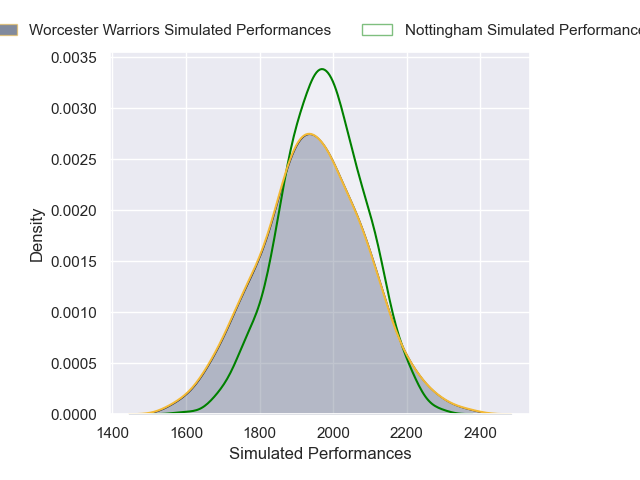 Worcester Warriors Simulated Performances
Nottingham Simulated Performance
0.0035
0.0030
0.0025
0.0020
0.0015
0.0010
0.0005
0.0000
Density
1400 1600 1800 2000 2200 2400
Simulated Performances